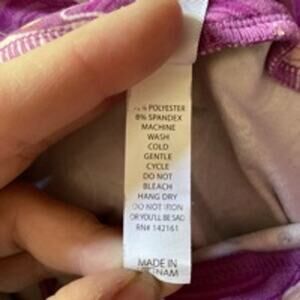 % POLYESTER
8% SPANDEX
MACHINE
WASH
COLD
GENTLE
CYCLE
DO NOT
BLEACH
HANG DRY
DO NOT IRON
OR YOU'LL BE SAD
RN# 142161
MADE IN